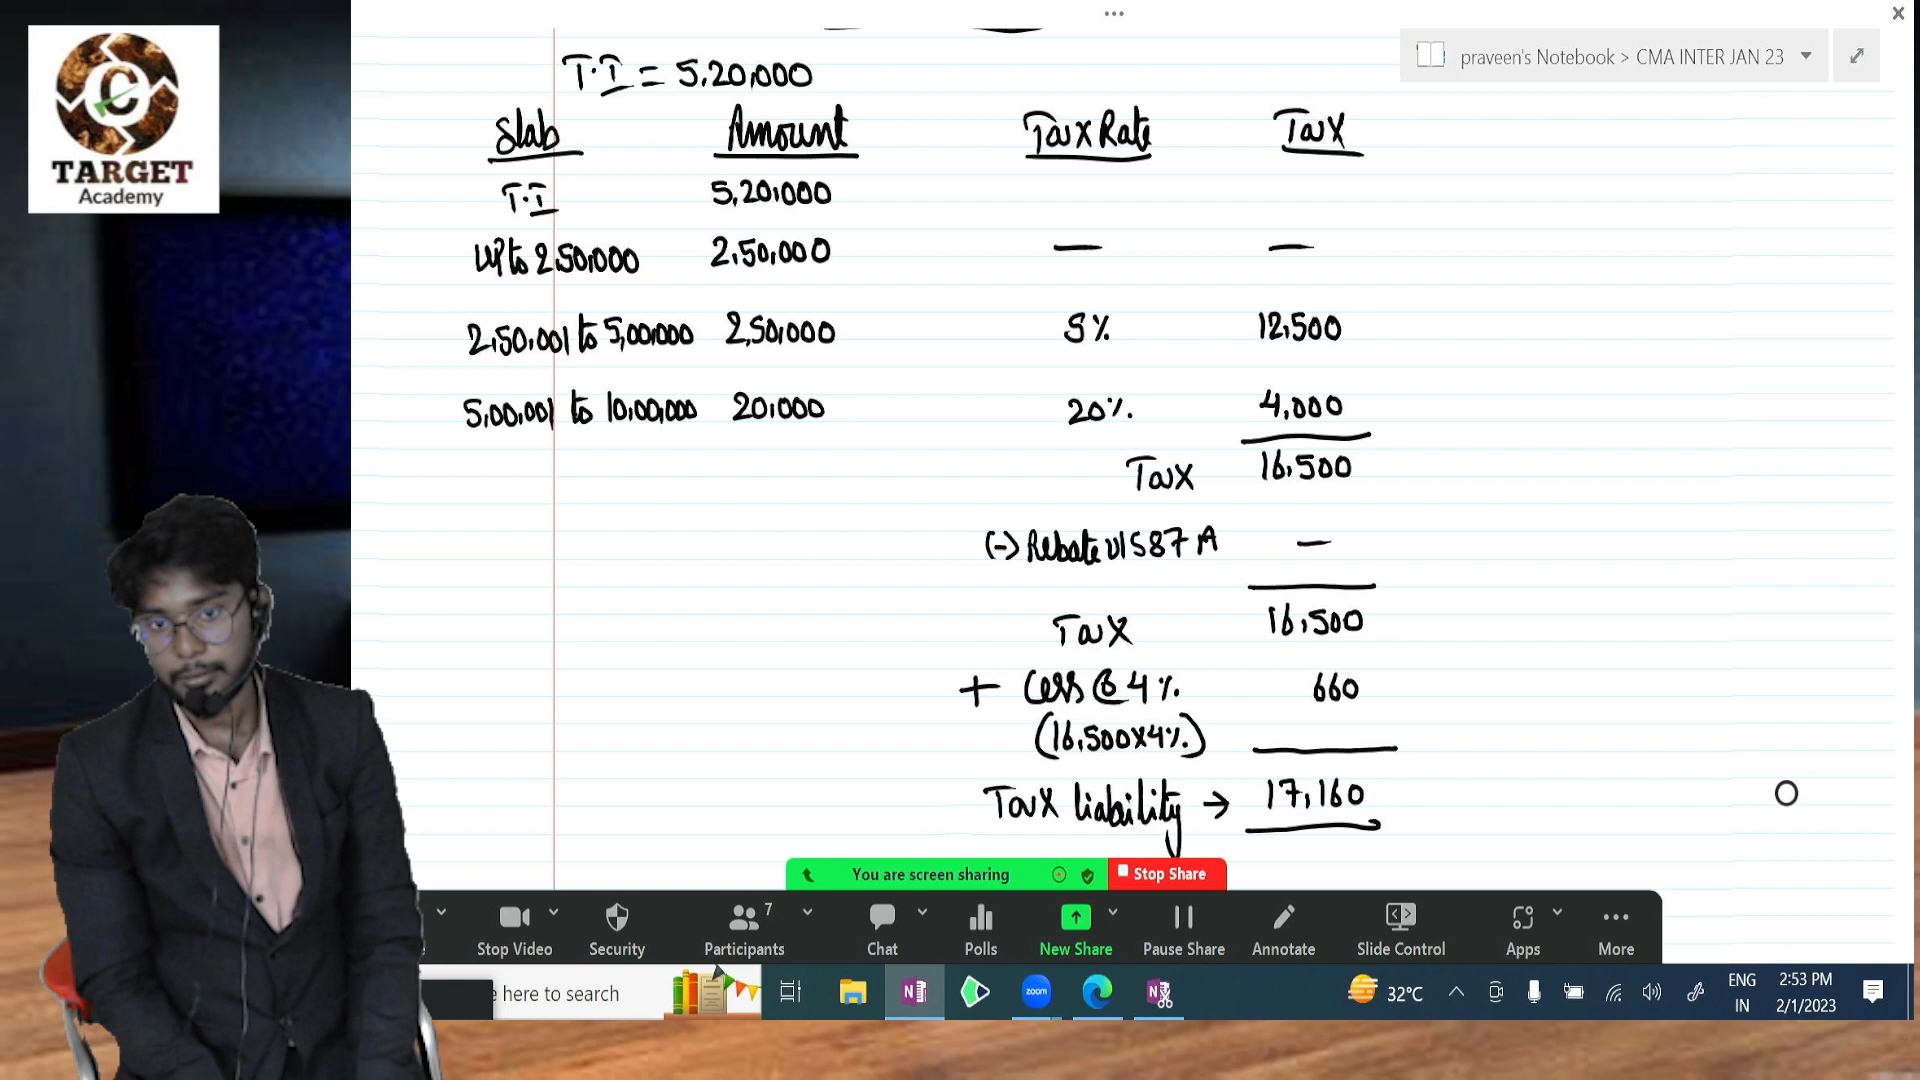 TARGET
Academy
praveen's Notebook > CMA INTER JAN 23
T.I = 5,20,000
Slab Amount Tax Rate Tax
T.I 5,20,000
Upto 2,50,000 2,50,000 — —
2,50,001 to 5,00,000 2,50,000 5% 12,500
5,00,001 to 10,00,000 20,000 20% 4,000
Tax 16,500
(-) Rebate u/s 87 A —
Tax 16,500
+ Cess @ 4% 660
(16,500x4%)
Tax liability → 17,160
You are screen sharing Stop Share
7
Stop Video Security Participants Chat Polls New Share Pause Share Annotate Slide Control Apps More
e here to search
zoom
32°C
ENG
IN
2:53 PM
2/1/2023